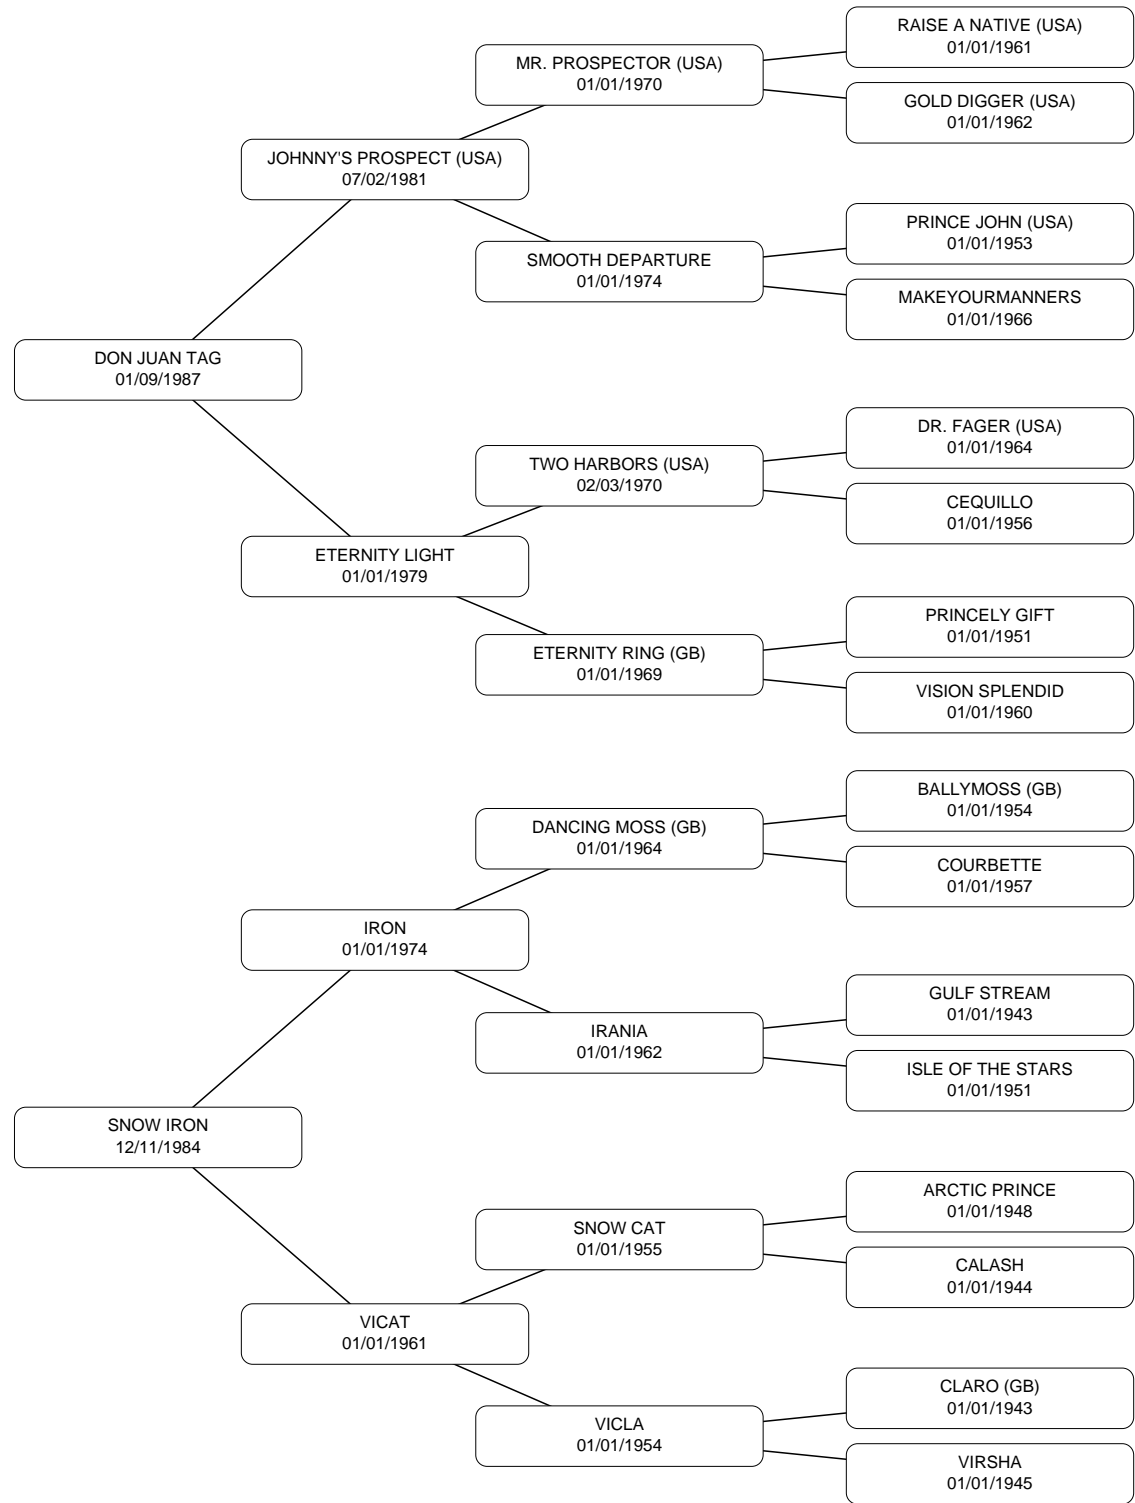 RAISE A NATIVE (USA)
01/01/1961
MR. PROSPECTOR (USA)
01/01/1970
GOLD DIGGER (USA)
01/01/1962
JOHNNY'S PROSPECT (USA)
07/02/1981
PRINCE JOHN (USA)
01/01/1953
SMOOTH DEPARTURE
01/01/1974
MAKEYOURMANNERS
01/01/1966
DON JUAN TAG
01/09/1987
DR. FAGER (USA)
01/01/1964
TWO HARBORS (USA)
02/03/1970
CEQUILLO
01/01/1956
ETERNITY LIGHT
01/01/1979
PRINCELY GIFT
01/01/1951
ETERNITY RING (GB)
01/01/1969
VISION SPLENDID
01/01/1960
BALLYMOSS (GB)
01/01/1954
DANCING MOSS (GB)
01/01/1964
COURBETTE
01/01/1957
IRON
01/01/1974
GULF STREAM
01/01/1943
IRANIA
01/01/1962
ISLE OF THE STARS
01/01/1951
SNOW IRON
12/11/1984
ARCTIC PRINCE
01/01/1948
SNOW CAT
01/01/1955
CALASH
01/01/1944
VICAT
01/01/1961
CLARO (GB)
01/01/1943
VICLA
01/01/1954
VIRSHA
01/01/1945